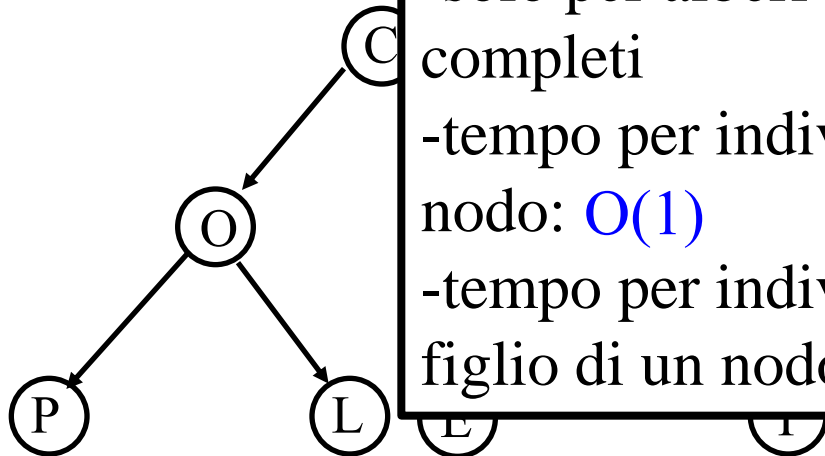 C
completi
-tempo per indiv
nodo: O(1)
-tempo per indiv
figlio di un nodo
O
P
L
E